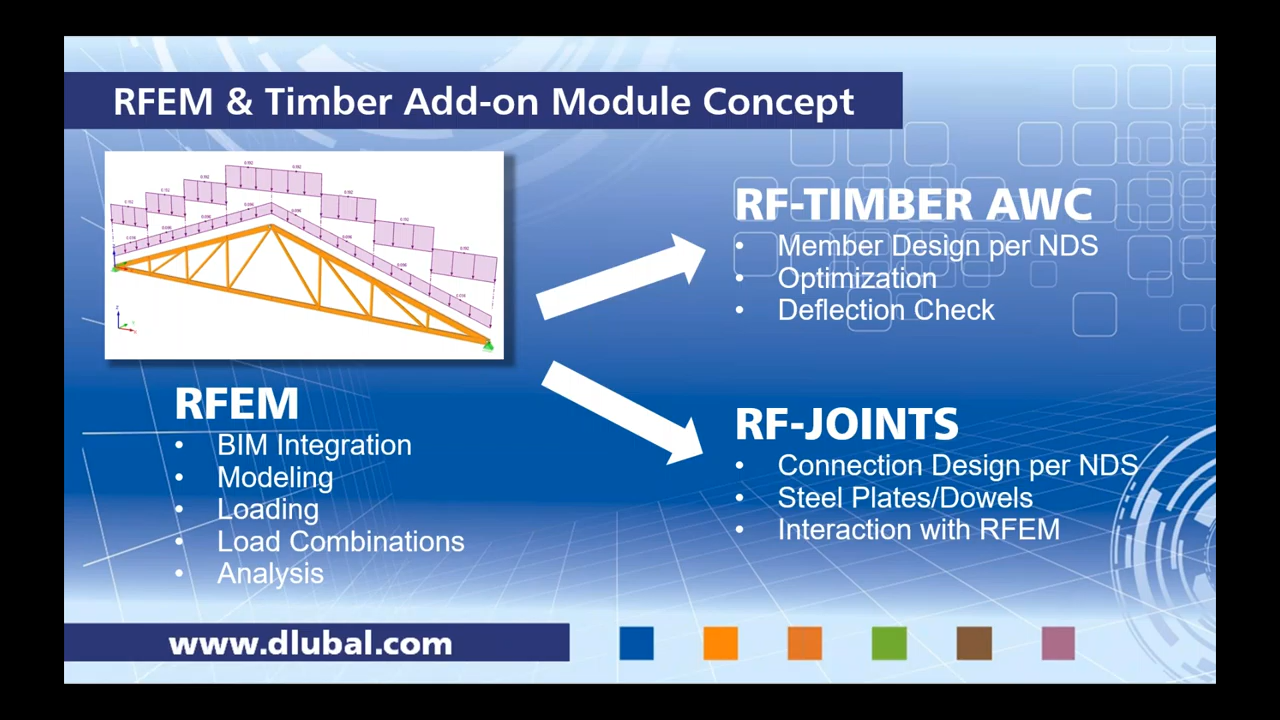 RFEM & Timber Add-on Module Concept
RFEM
• BIM Integration
• Modeling
• Loading
• Load Combinations
• Analysis
RF-TIMBER AWC
• Member Design per NDS
• Optimization
• Deflection Check
RF-JOINTS
• Connection Design per NDS
• Steel Plates/Dowels
• Interaction with RFEM
www.dlubal.com